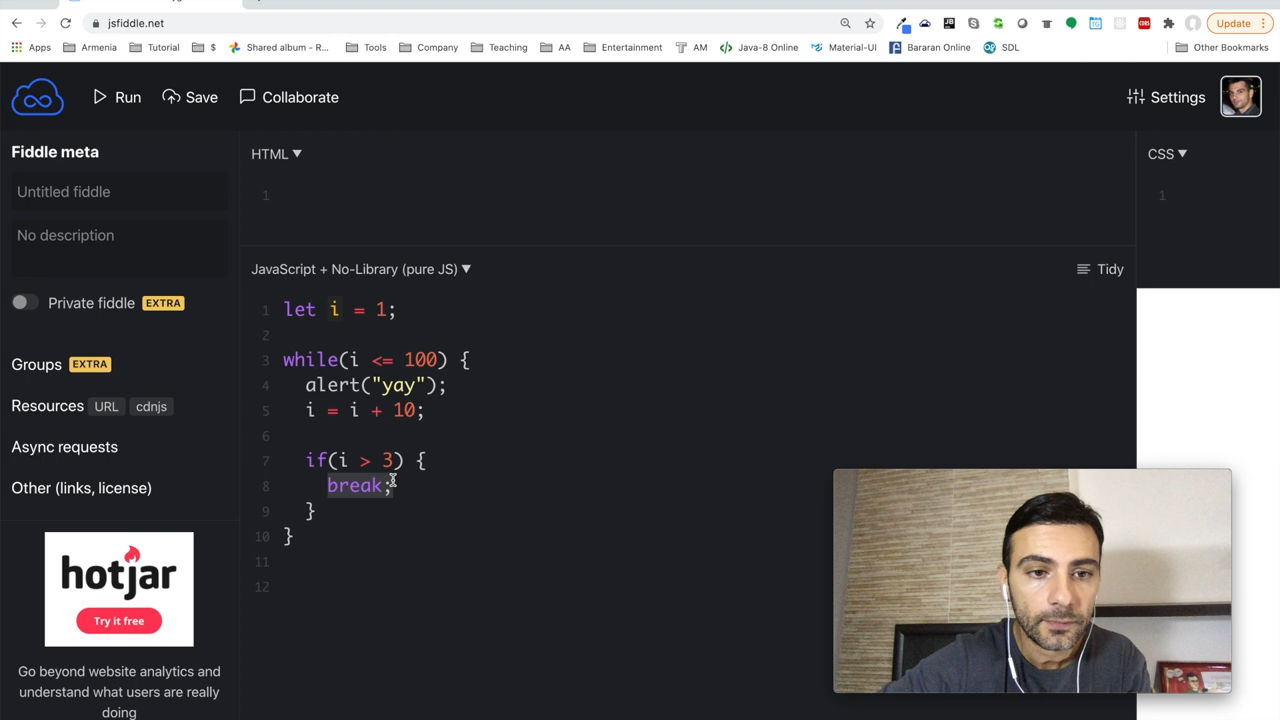 jsfiddle.net
Update
Apps
Armenia
Tutorial
$
Shared album - R...
Tools
Company
Teaching
AA
Entertainment
AM
Java-8 Online
Material-UI
Bararan Online
SDL
Other Bookmarks
Run
Save
Collaborate
Settings
Fiddle meta
Untitled fiddle
No description
Private fiddle EXTRA
Groups EXTRA
Resources URL cdnjs
Async requests
Other (links, license)
hotjar
Try it free
Go beyond website analytics and
understand what users are really
doing
HTML ▼
1
CSS ▼
1
JavaScript + No-Library (pure JS) ▼
Tidy
1 let i = 1;
2
3 while(i <= 100) {
4 alert("yay");
5 i = i + 10;
6
7 if(i > 3) {
8 break;
9 }
10 }
11
12